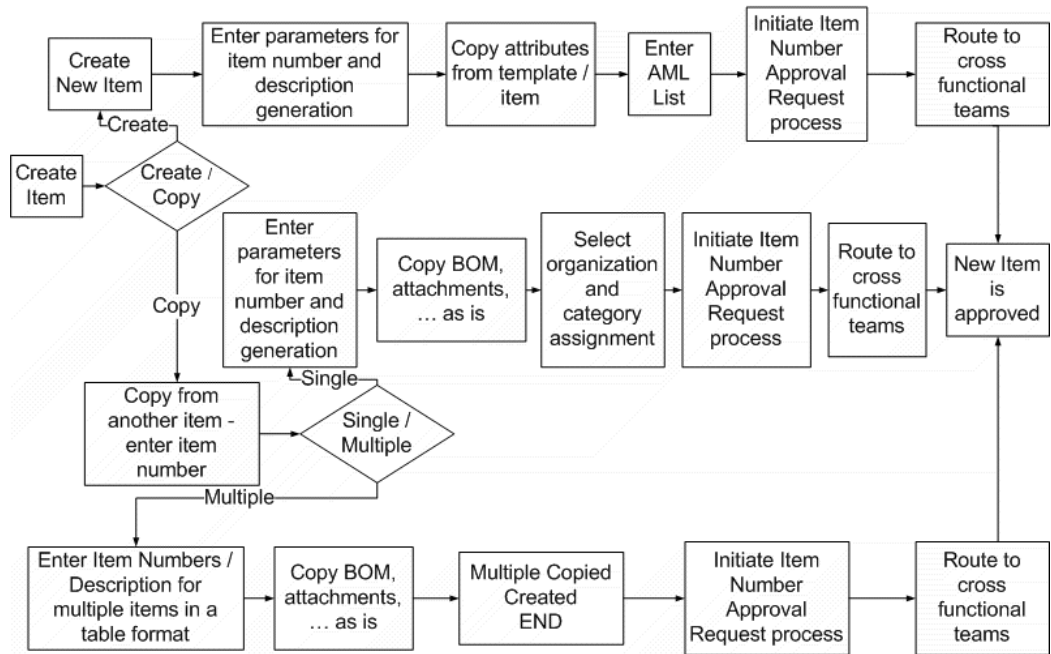 Create
New Item
Enter parameters for
item number and
description
generation
Copy attributes
from template /
item
Enter
AML
List
Initiate Item
Number
Approval
Request
process
Route to
cross
functional
teams
Create
Create
Item
Create /
Copy
Copy
Enter
parameters
for item
number and
description
generation
Copy BOM,
attachments,
... as is
Select
organization
and
category
assignment
Initiate Item
Number
Approval
Request
process
Route to
cross
functional
teams
New Item
is
approved
Single
Copy from
another item -
enter item
number
Single /
Multiple
Multiple
Enter Item Numbers /
Description for
multiple items in a
table format
Copy BOM,
attachments,
... as is
Multiple Copied
Created
END
Initiate Item
Number
Approval
Request process
Route to
cross
functional
teams